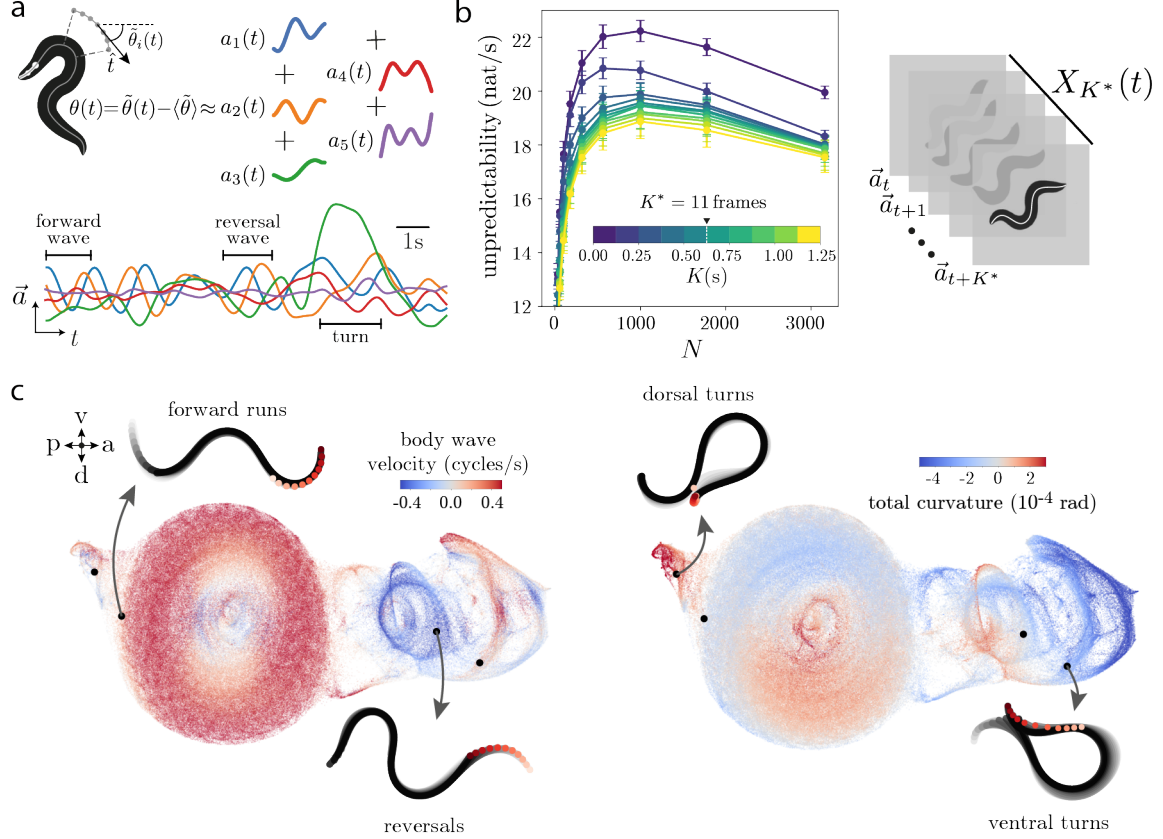 a
θ̃ᵢ(t)
t̂
θ(t)=θ̃(t)−⟨θ̃⟩≈
a₁(t)
+
+
a₄(t)
a₂(t)
+
+
a₅(t)
a₃(t)
forward
wave
reversal
wave
1s
a⃗
t
turn
b
unpredictability (nat/s)
22
20
18
16
14
12
K* = 11 frames
0.00
0.25
0.50
0.75
1.00
1.25
K(s)
0
1000
2000
3000
N
X_{K*}(t)
a⃗_t
a⃗_{t+1}
a⃗_{t+K*}
c
v
p
a
d
forward runs
body wave
velocity (cycles/s)
-0.4
0.0
0.4
reversals
dorsal turns
-4
-2
0
2
total curvature (10⁻⁴ rad)
ventral turns